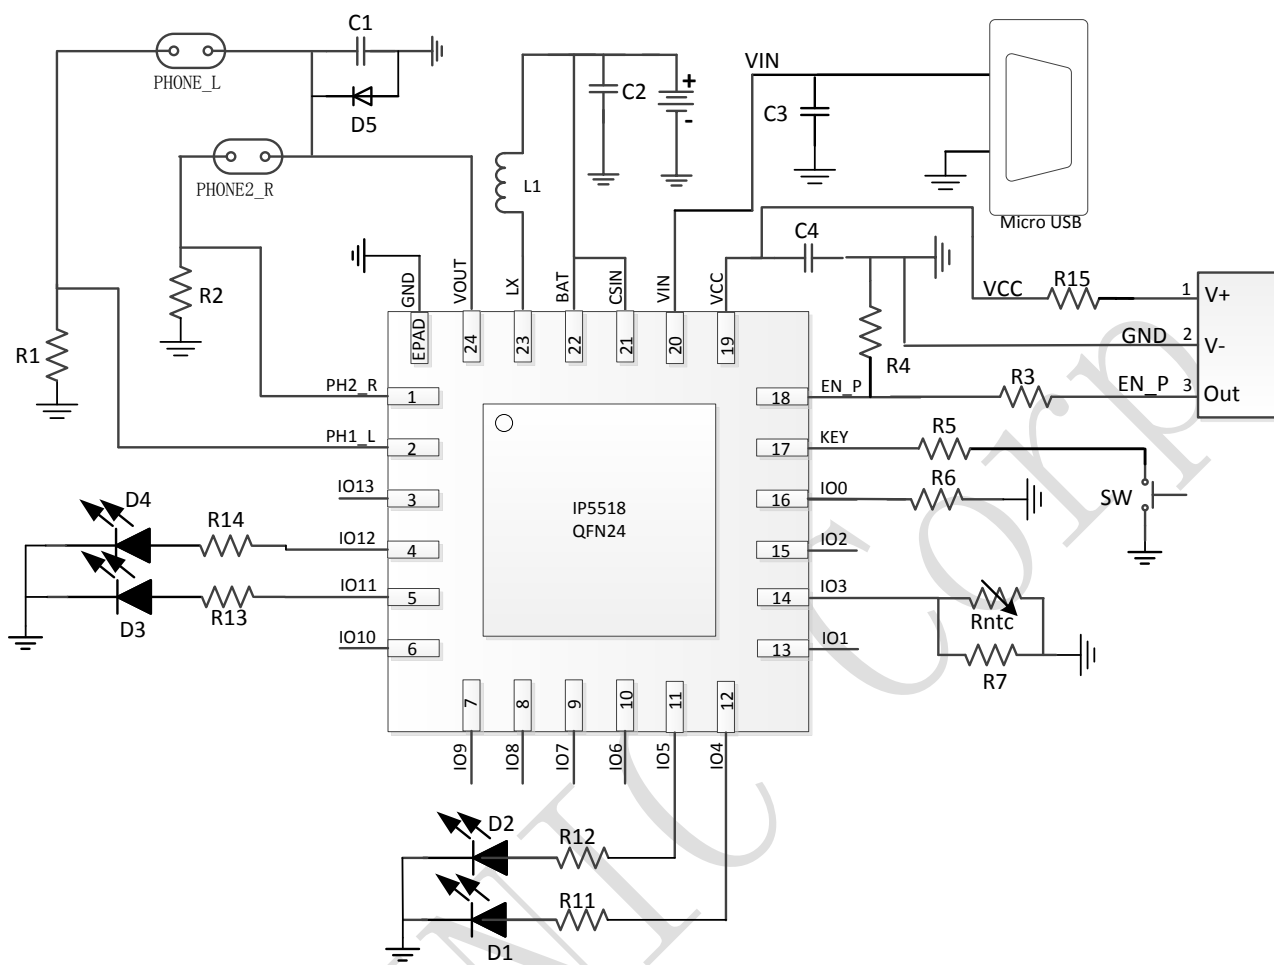 C1
PHONE_L
D5
PHONE2_R
R2
R1
L1
C2
+
-
VIN
C3
Micro USB
C4
VCC
R15
1
V+
GND
2
V-
R4
R3
EN_P
3
Out
GND
VOUT
LX
BAT
CSIN
VIN
VCC
EPAD
24
23
22
21
20
19
PH2_R
1
PH1_L
2
IO13
3
IO12
4
IO11
5
IO10
6
18
EN_P
17
KEY
16
IO0
15
IO2
14
IO3
13
IO1
IP5518
QFN24
R5
R6
SW
Rntc
R7
D4
R14
D3
R13
7
8
9
10
11
12
IO9
IO8
IO7
IO6
IO5
IO4
D2
R12
D1
R11
NIC Corp